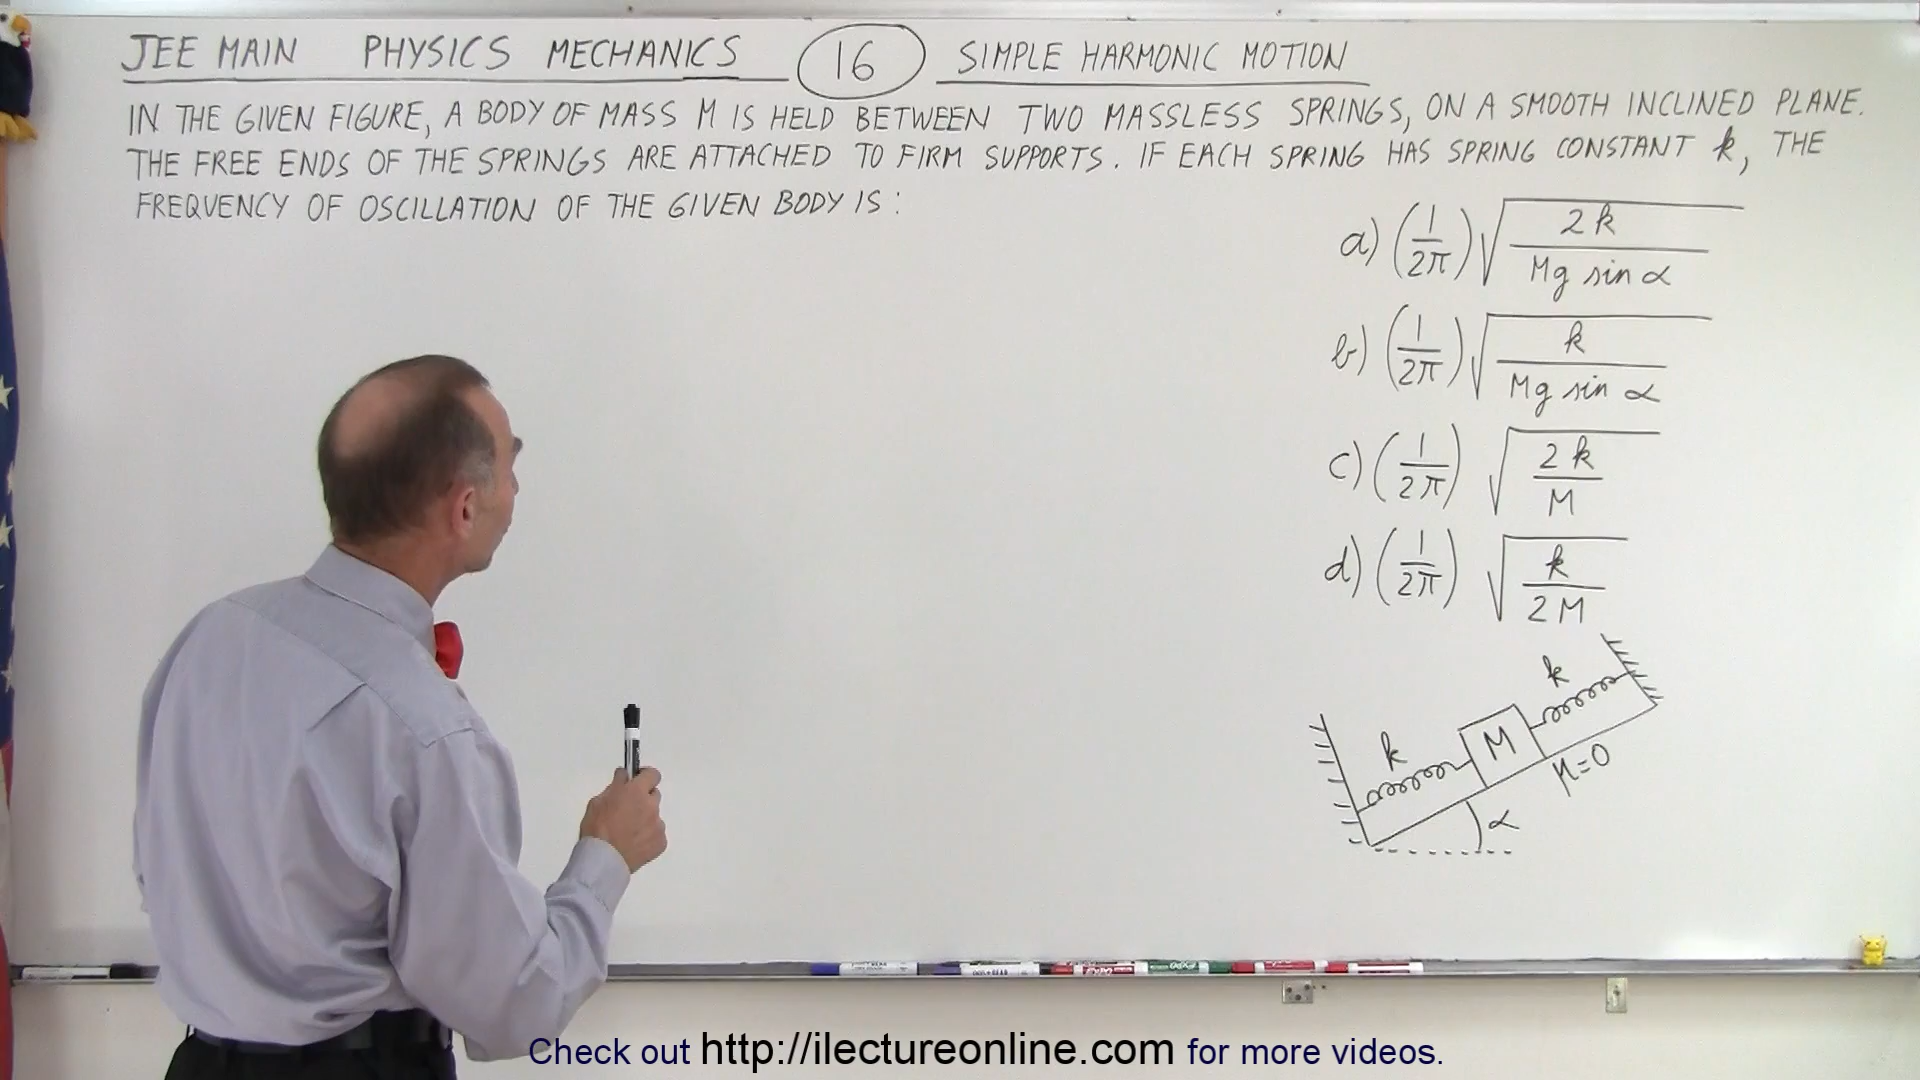 JEE MAIN PHYSICS MECHANICS 16 SIMPLE HARMONIC MOTION
IN THE GIVEN FIGURE, A BODY OF MASS M IS HELD BETWEEN TWO MASSLESS SPRINGS, ON A SMOOTH INCLINED PLANE.
THE FREE ENDS OF THE SPRINGS ARE ATTACHED TO FIRM SUPPORTS. IF EACH SPRING HAS SPRING CONSTANT k, THE
FREQUENCY OF OSCILLATION OF THE GIVEN BODY IS:
a) (1/2π) √(2k / Mg sin α)
b) (1/2π) √(k / Mg sin α)
c) (1/2π) √(2k / M)
d) (1/2π) √(k / 2M)
k
k
M
μ=0
α
EXPO
Check out http://ilectureonline.com for more videos.